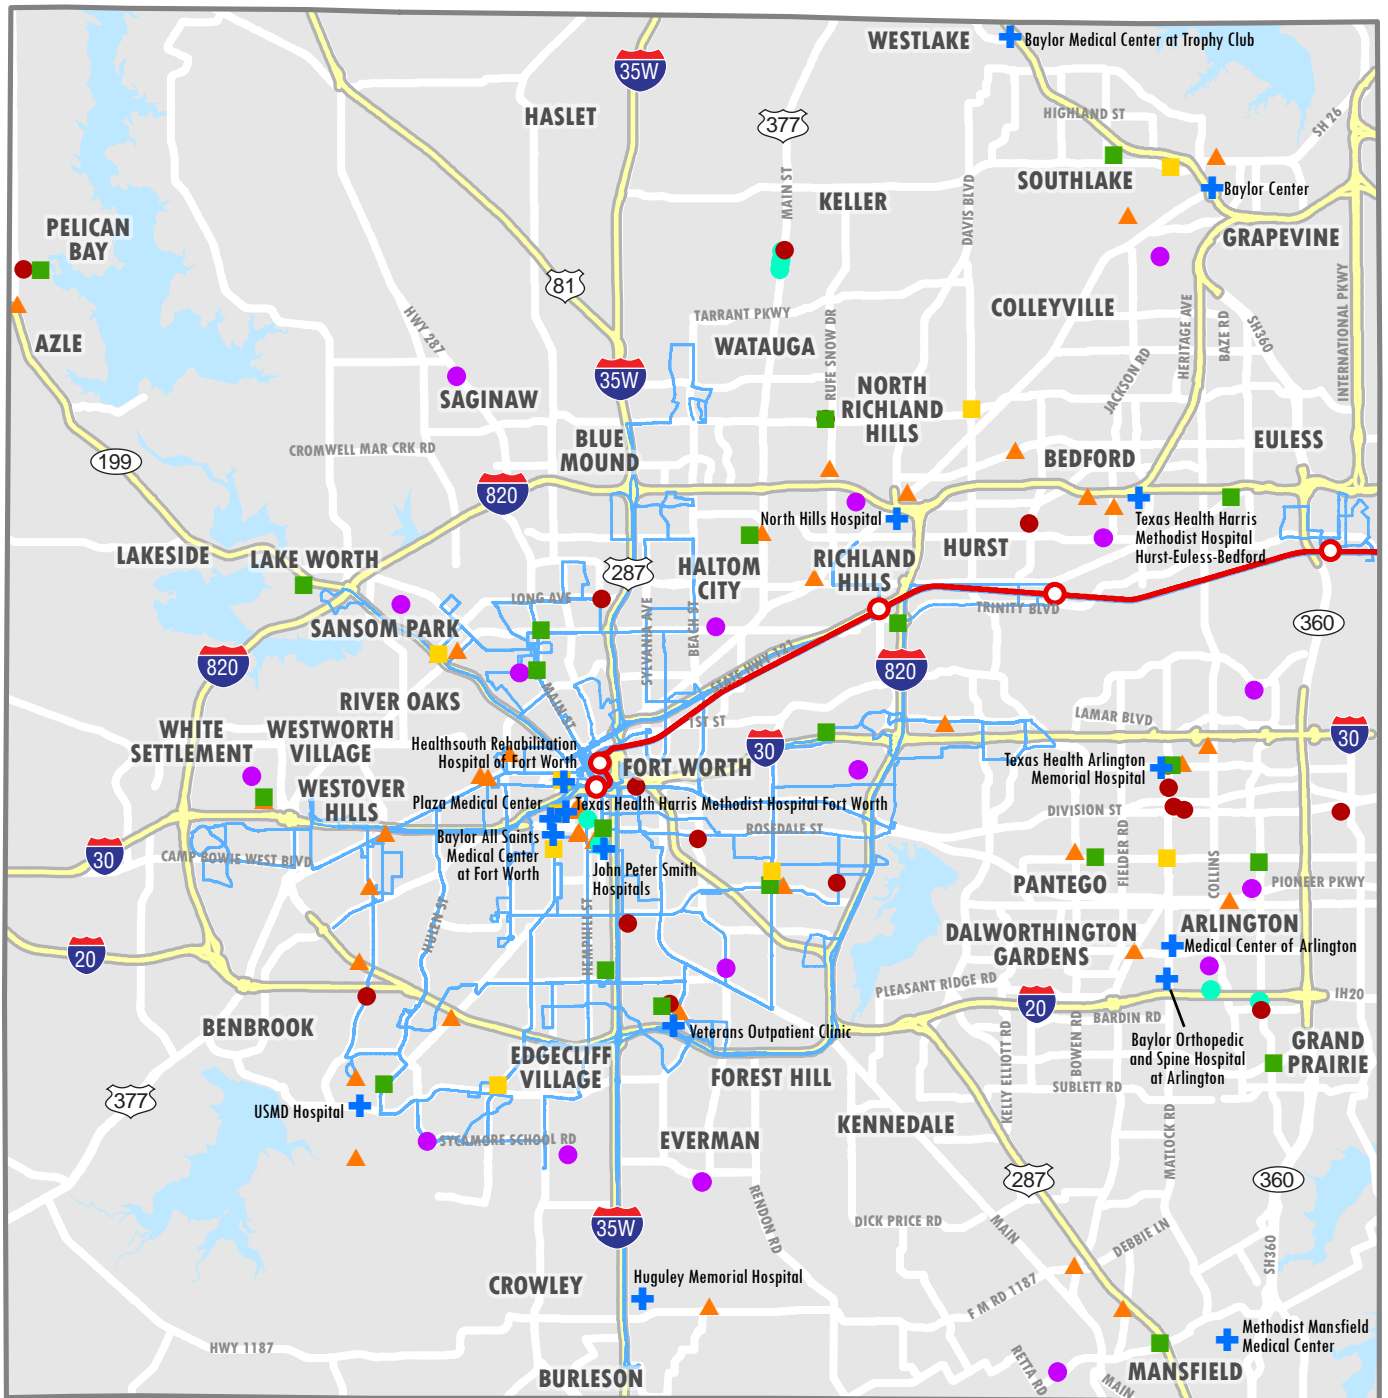 WESTLAKE
Baylor Medical Center at Trophy Club
35W
HASLET
377
HIGHLAND ST
SH 26
SOUTHLAKE
MAIN ST
KELLER
DAVIS BLVD
Baylor Center
PELICAN
BAY
GRAPEVINE
81
COLLEYVILLE
INTERNATIONAL PKWY
HWY 287
TARRANT PKWY
RUFE SNOW DR
HERITAGE AVE
BAZE RD
SH360
AZLE
WATAUGA
35W
JACKSON RD
SAGINAW
NORTH
RICHLAND
HILLS
CROMWELL MAR CRK RD
BLUE
MOUND
EULESS
199
BEDFORD
820
North Hills Hospital
Texas Health Harris
Methodist Hospital
Hurst-Euless-Bedford
LAKESIDE
LAKE WORTH
HALTOM
CITY
RICHLAND
HILLS
HURST
287
LONG AVE
SYLVANIA AVE
BEACH ST
TRINITY BLVD
360
SANSOM PARK
STATE HWY 121
820
820
RIVER OAKS
MAIN ST
1ST ST
LAMAR BLVD
WHITE
SETTLEMENT
WESTWORTH
VILLAGE
Healthsouth Rehabilitation
Hospital of Fort Worth
30
30
FORT WORTH
Texas Health Arlington
Memorial Hospital
WESTOVER
HILLS
Plaza Medical Center
Texas Health Harris Methodist Hospital Fort Worth
DIVISION ST
ROSEDALE ST
Baylor All Saints
Medical Center
at Fort Worth
30
CAMP BOWIE WEST BLVD
FIELDER RD
COLLINS
John Peter Smith
Hospitals
PANTEGO
PIONEER PKWY
HULEN ST
HEMPHILL ST
ARLINGTON
DALWORTHINGTON
GARDENS
Medical Center of Arlington
20
PLEASANT RIDGE RD
20
IH20
BARDIN RD
BENBROOK
Veterans Outpatient Clinic
KELLY ELLIOTT RD
BOWEN RD
Baylor Orthopedic
and Spine Hospital
at Arlington
GRAND
PRAIRIE
EDGECLIFF
VILLAGE
FOREST HILL
SUBLETT RD
377
USMD Hospital
KENNEDALE
MATLOCK RD
SYCAMORE SCHOOL RD
EVERMAN
287
360
RENDON RD
35W
DICK PRICE RD
MAIN
DEBBIE LN
SH360
CROWLEY
Huguley Memorial Hospital
F M RD 1187
HWY 1187
Methodist Mansfield
Medical Center
RETTA RD
MANSFIELD
BURLESON
MAIN